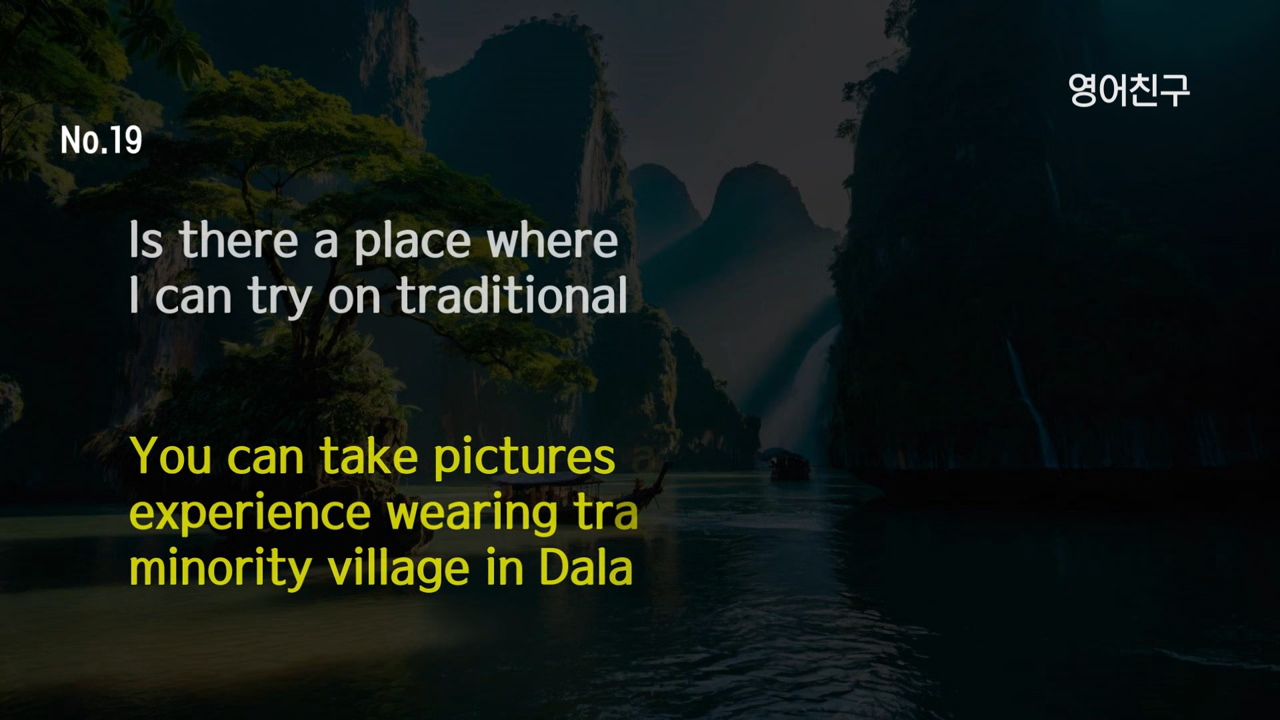 영어친구
No.19
Is there a place where
I can try on traditional
You can take pictures
experience wearing tra
minority village in Dala